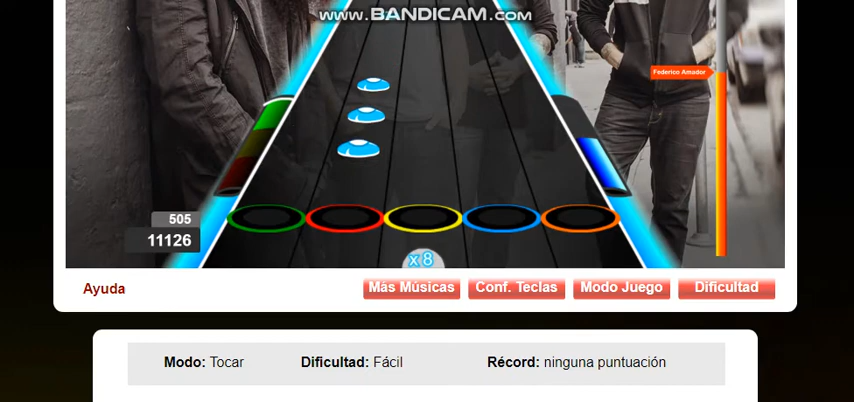 www.BANDICAM.com
Federico Amador
505
11126
x 8
Ayuda
Más Músicas
Conf. Teclas
Modo Juego
Dificultad
Modo: Tocar
Dificultad: Fácil
Récord: ninguna puntuación